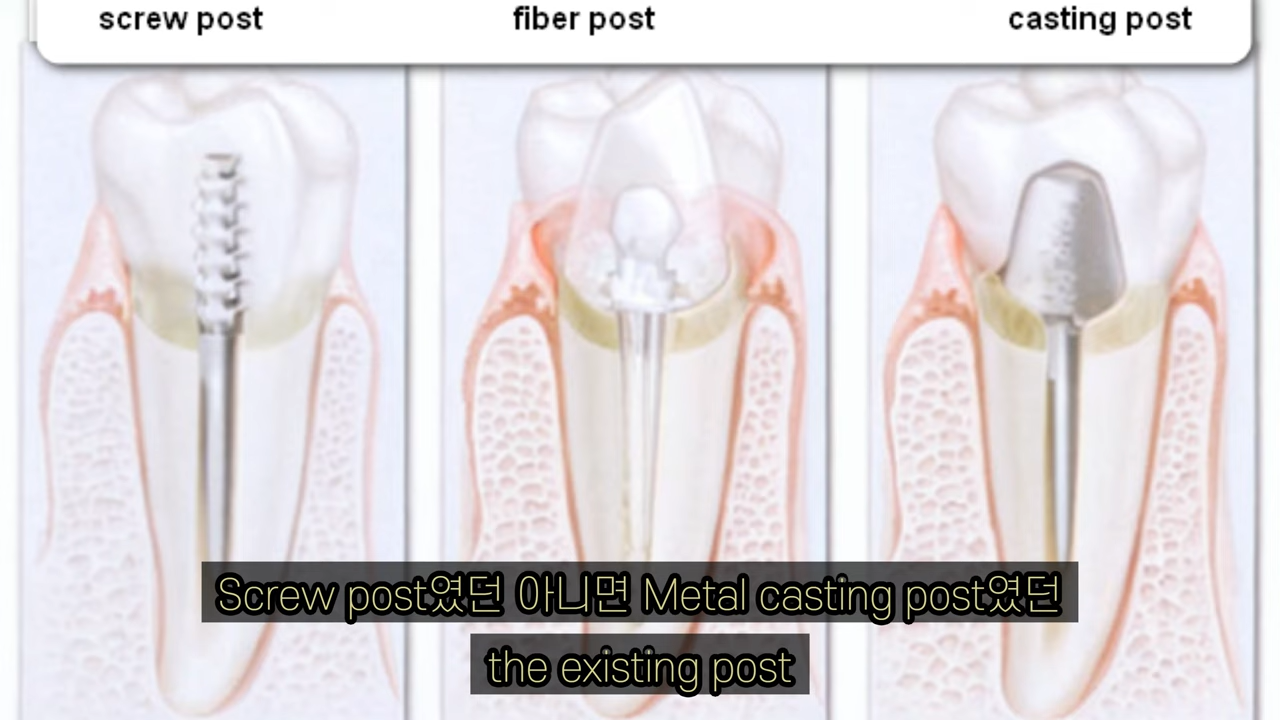 screw post
fiber post
casting post
Screw post였던 아니면 Metal casting post였던
the existing post